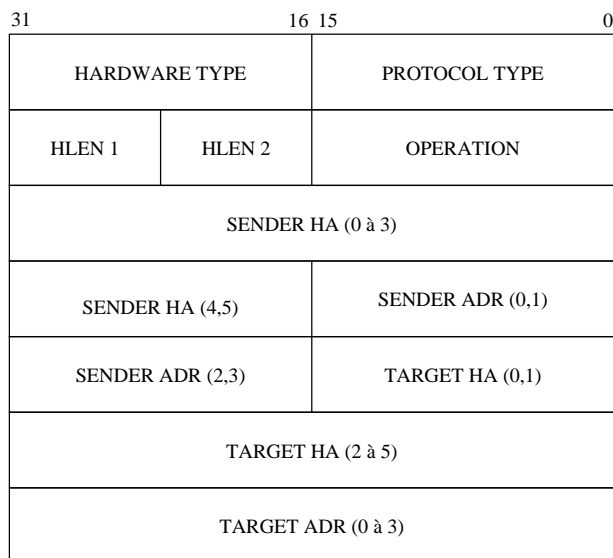 31 16 15 0
HARDWARE TYPE PROTOCOL TYPE
HLEN 1 HLEN 2 OPERATION
SENDER HA (0 à 3)
SENDER HA (4,5) SENDER ADR (0,1)
SENDER ADR (2,3) TARGET HA (0,1)
TARGET HA (2 à 5)
TARGET ADR (0 à 3)